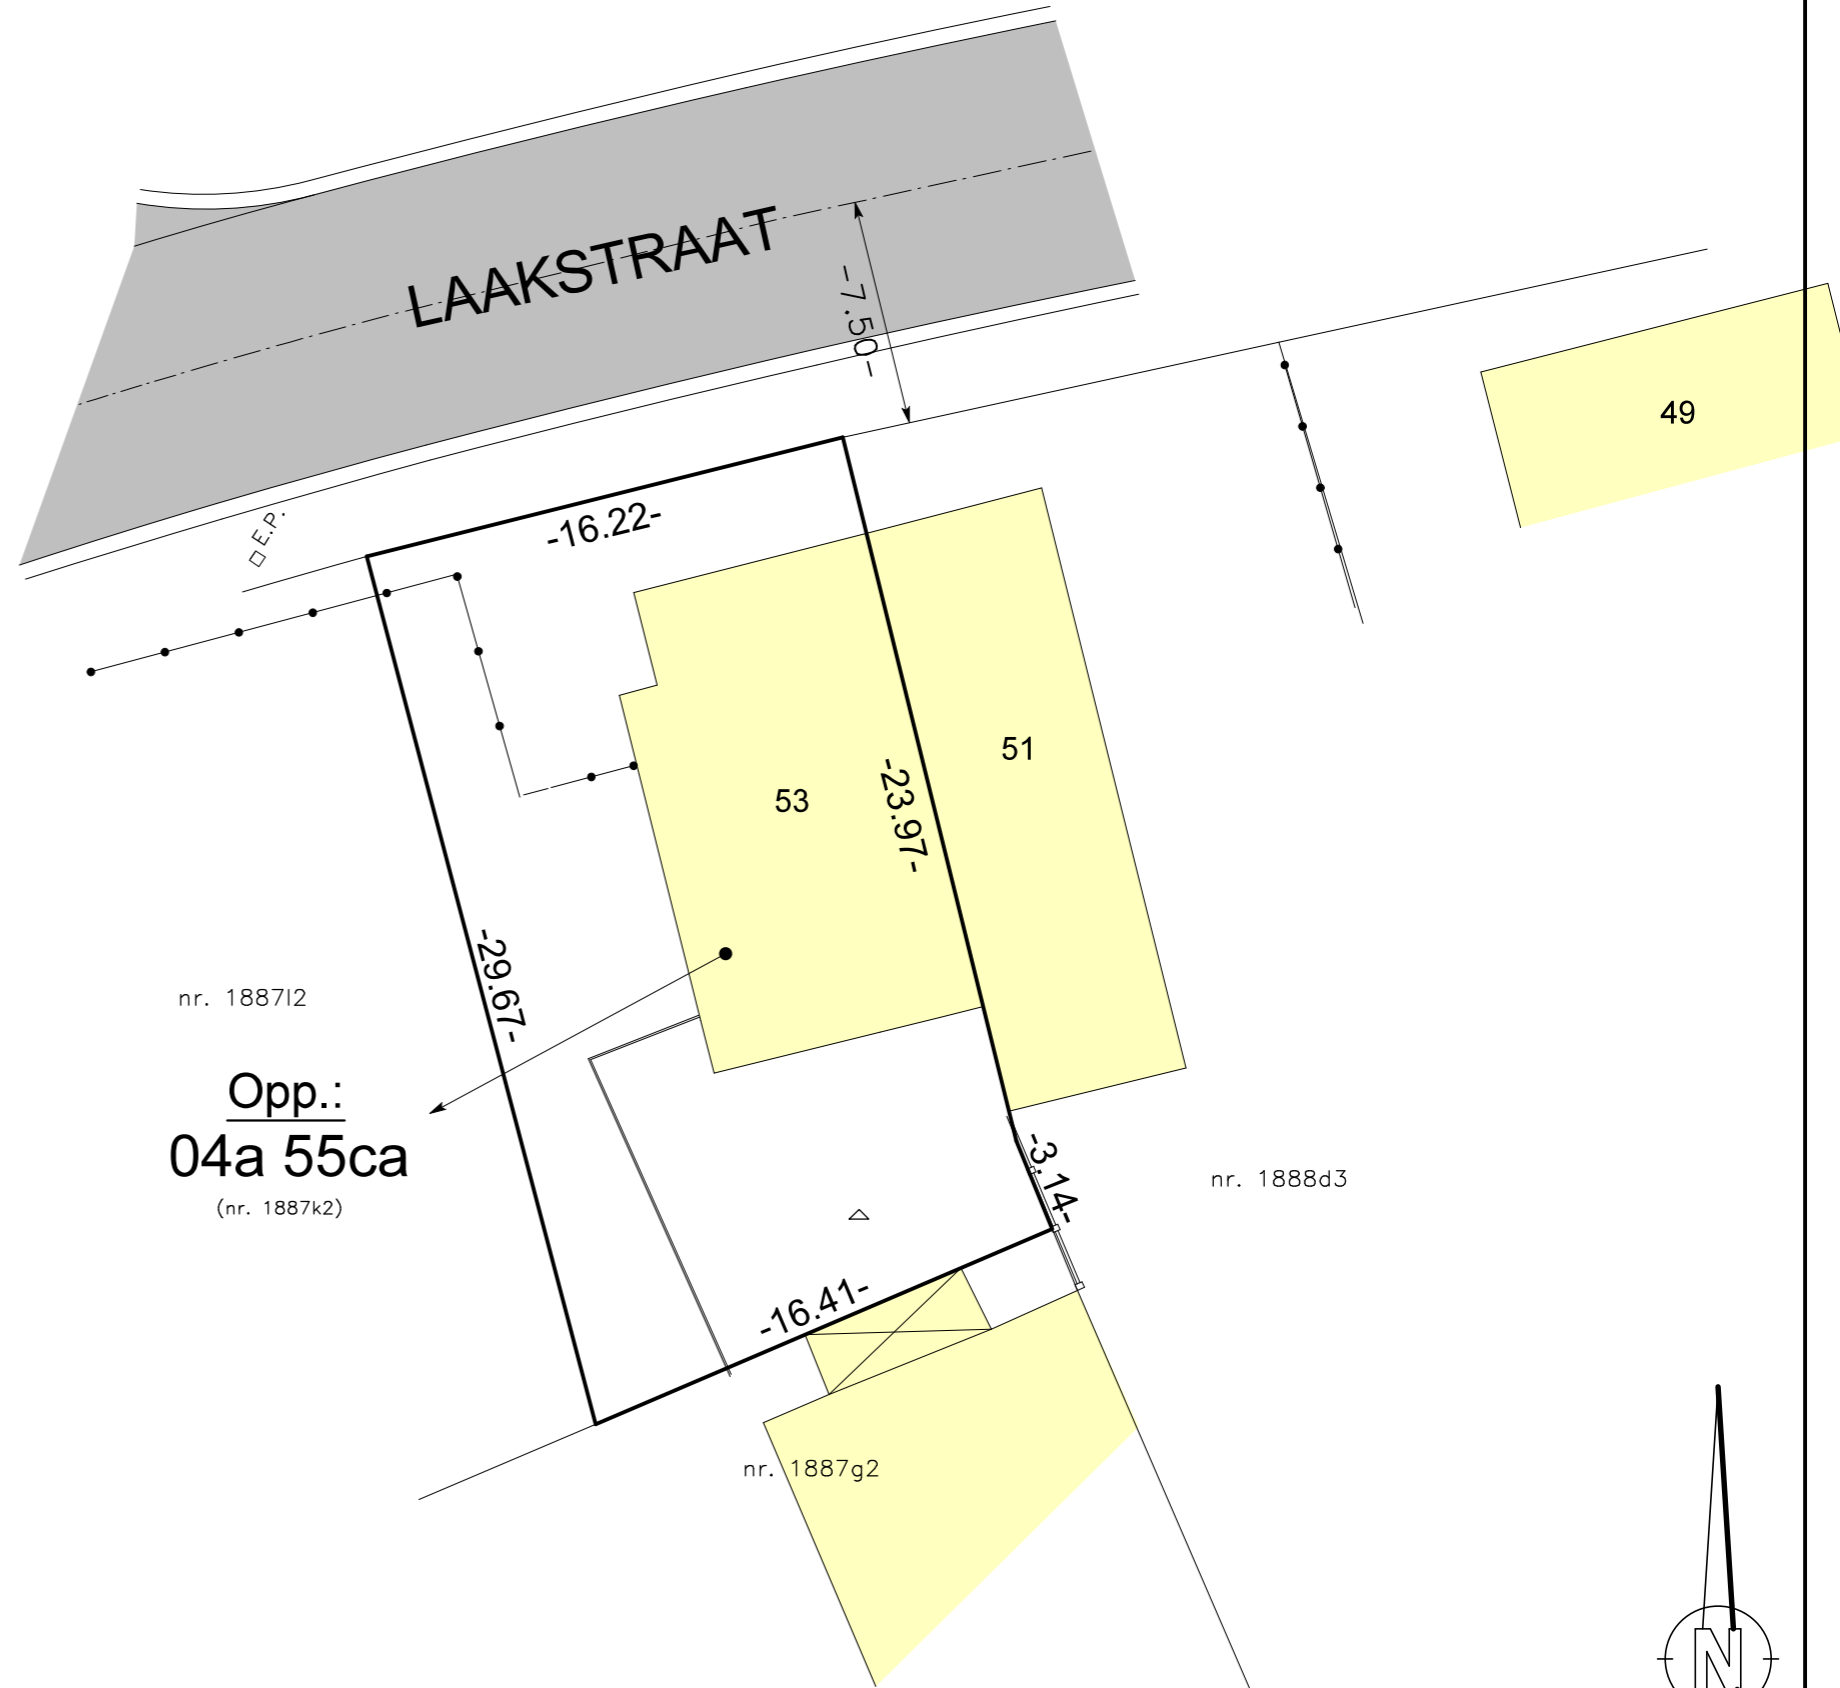 LAAKSTRAAT
-7.50-
49
E.P.
-16.22-
51
53
-23.97-
-29.67-
nr. 1887l2
Opp.:
04a 55ca
(nr. 1887k2)
-3.14-
nr. 1888d3
-16.41-
nr. 1887g2
N